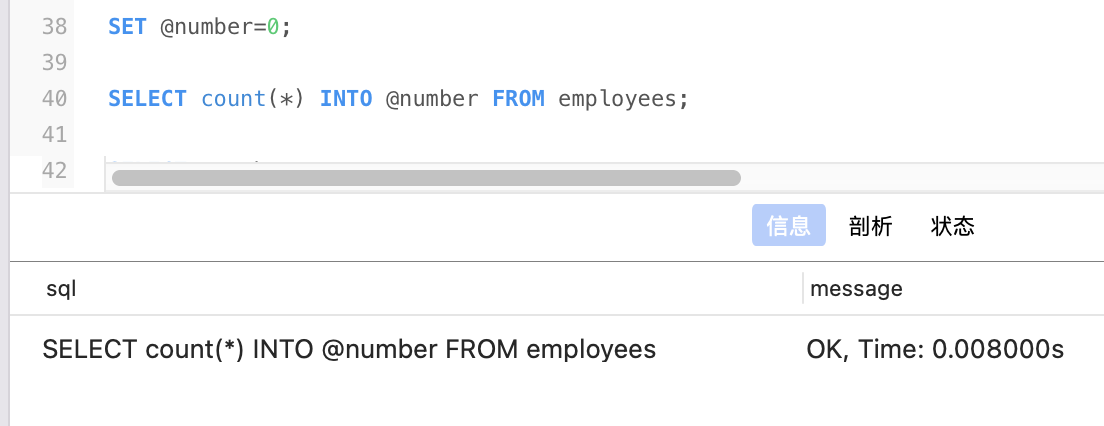 38 SET @number=0;
39
40 SELECT count(*) INTO @number FROM employees;
41
42
信息 剖析 状态
sql message
SELECT count(*) INTO @number FROM employees OK, Time: 0.008000s